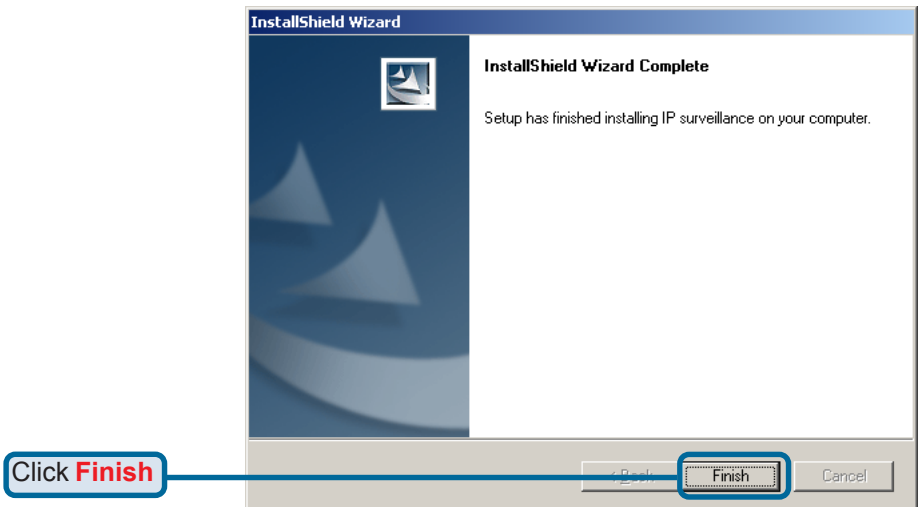 InstallShield Wizard
InstallShield Wizard Complete
Setup has finished installing IP surveillance on your computer.
Click Finish
< Back
Finish
Cancel